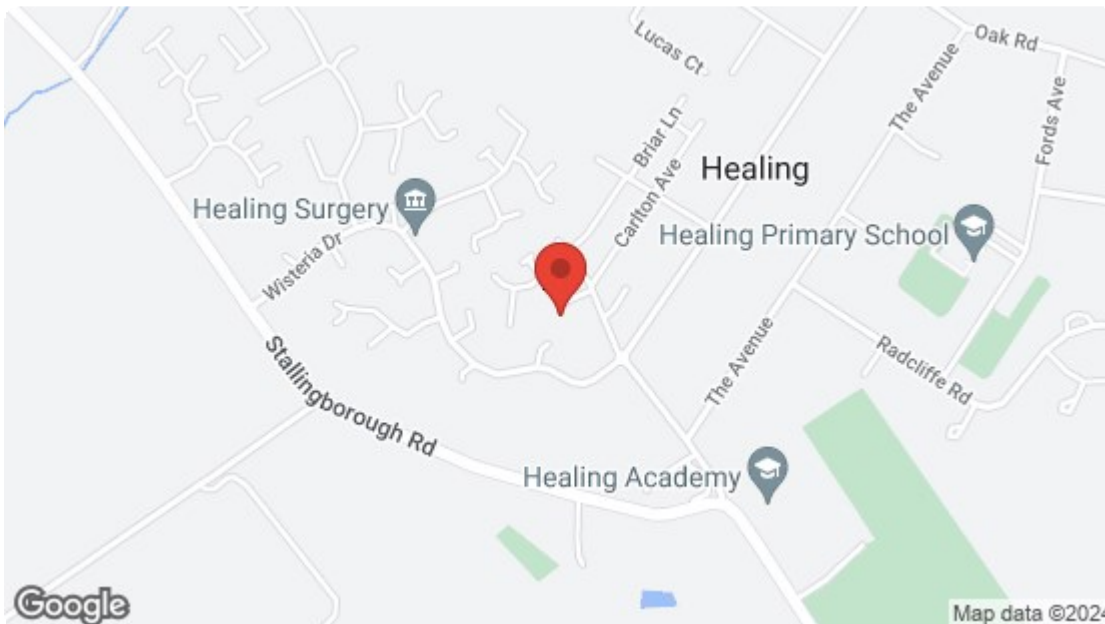 Lucas Ct
Oak Rd
The Avenue
Fords Ave
Briar Ln
Carlton Ave
Healing
Healing Surgery
Healing Primary School
Wisteria Dr
Stallingborough Rd
The Avenue
Radcliffe Rd
Healing Academy
Google
Map data ©2024